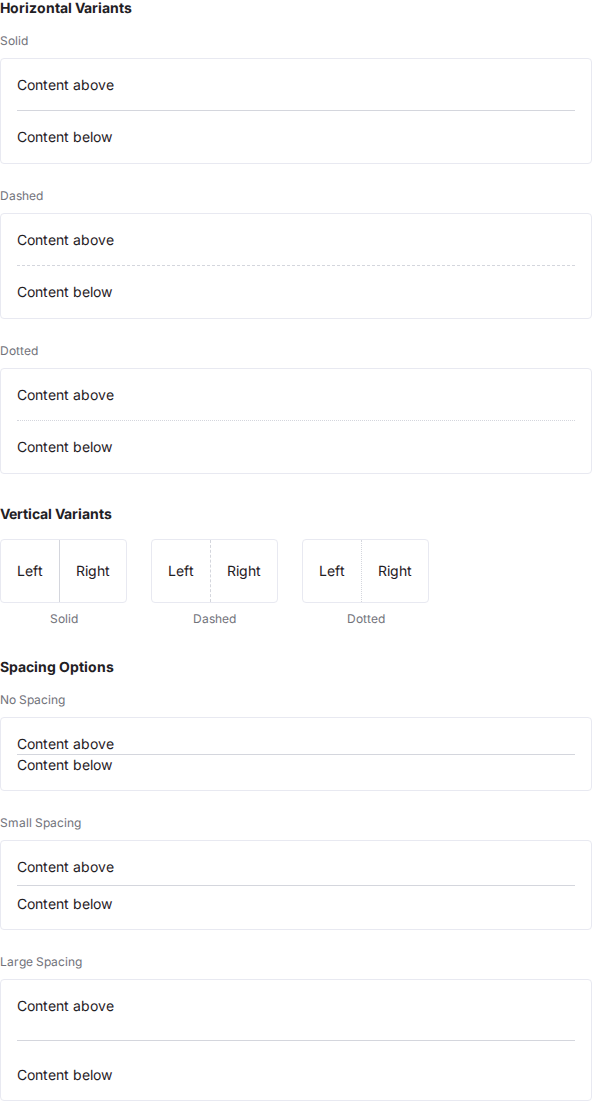 Horizontal Variants
Solid
Content above
Content below
Dashed
Content above
Content below
Dotted
Content above
Content below
Vertical Variants
Left Right Left Right Left Right
Solid Dashed Dotted
Spacing Options
No Spacing
Content above
Content below
Small Spacing
Content above
Content below
Large Spacing
Content above
Content below